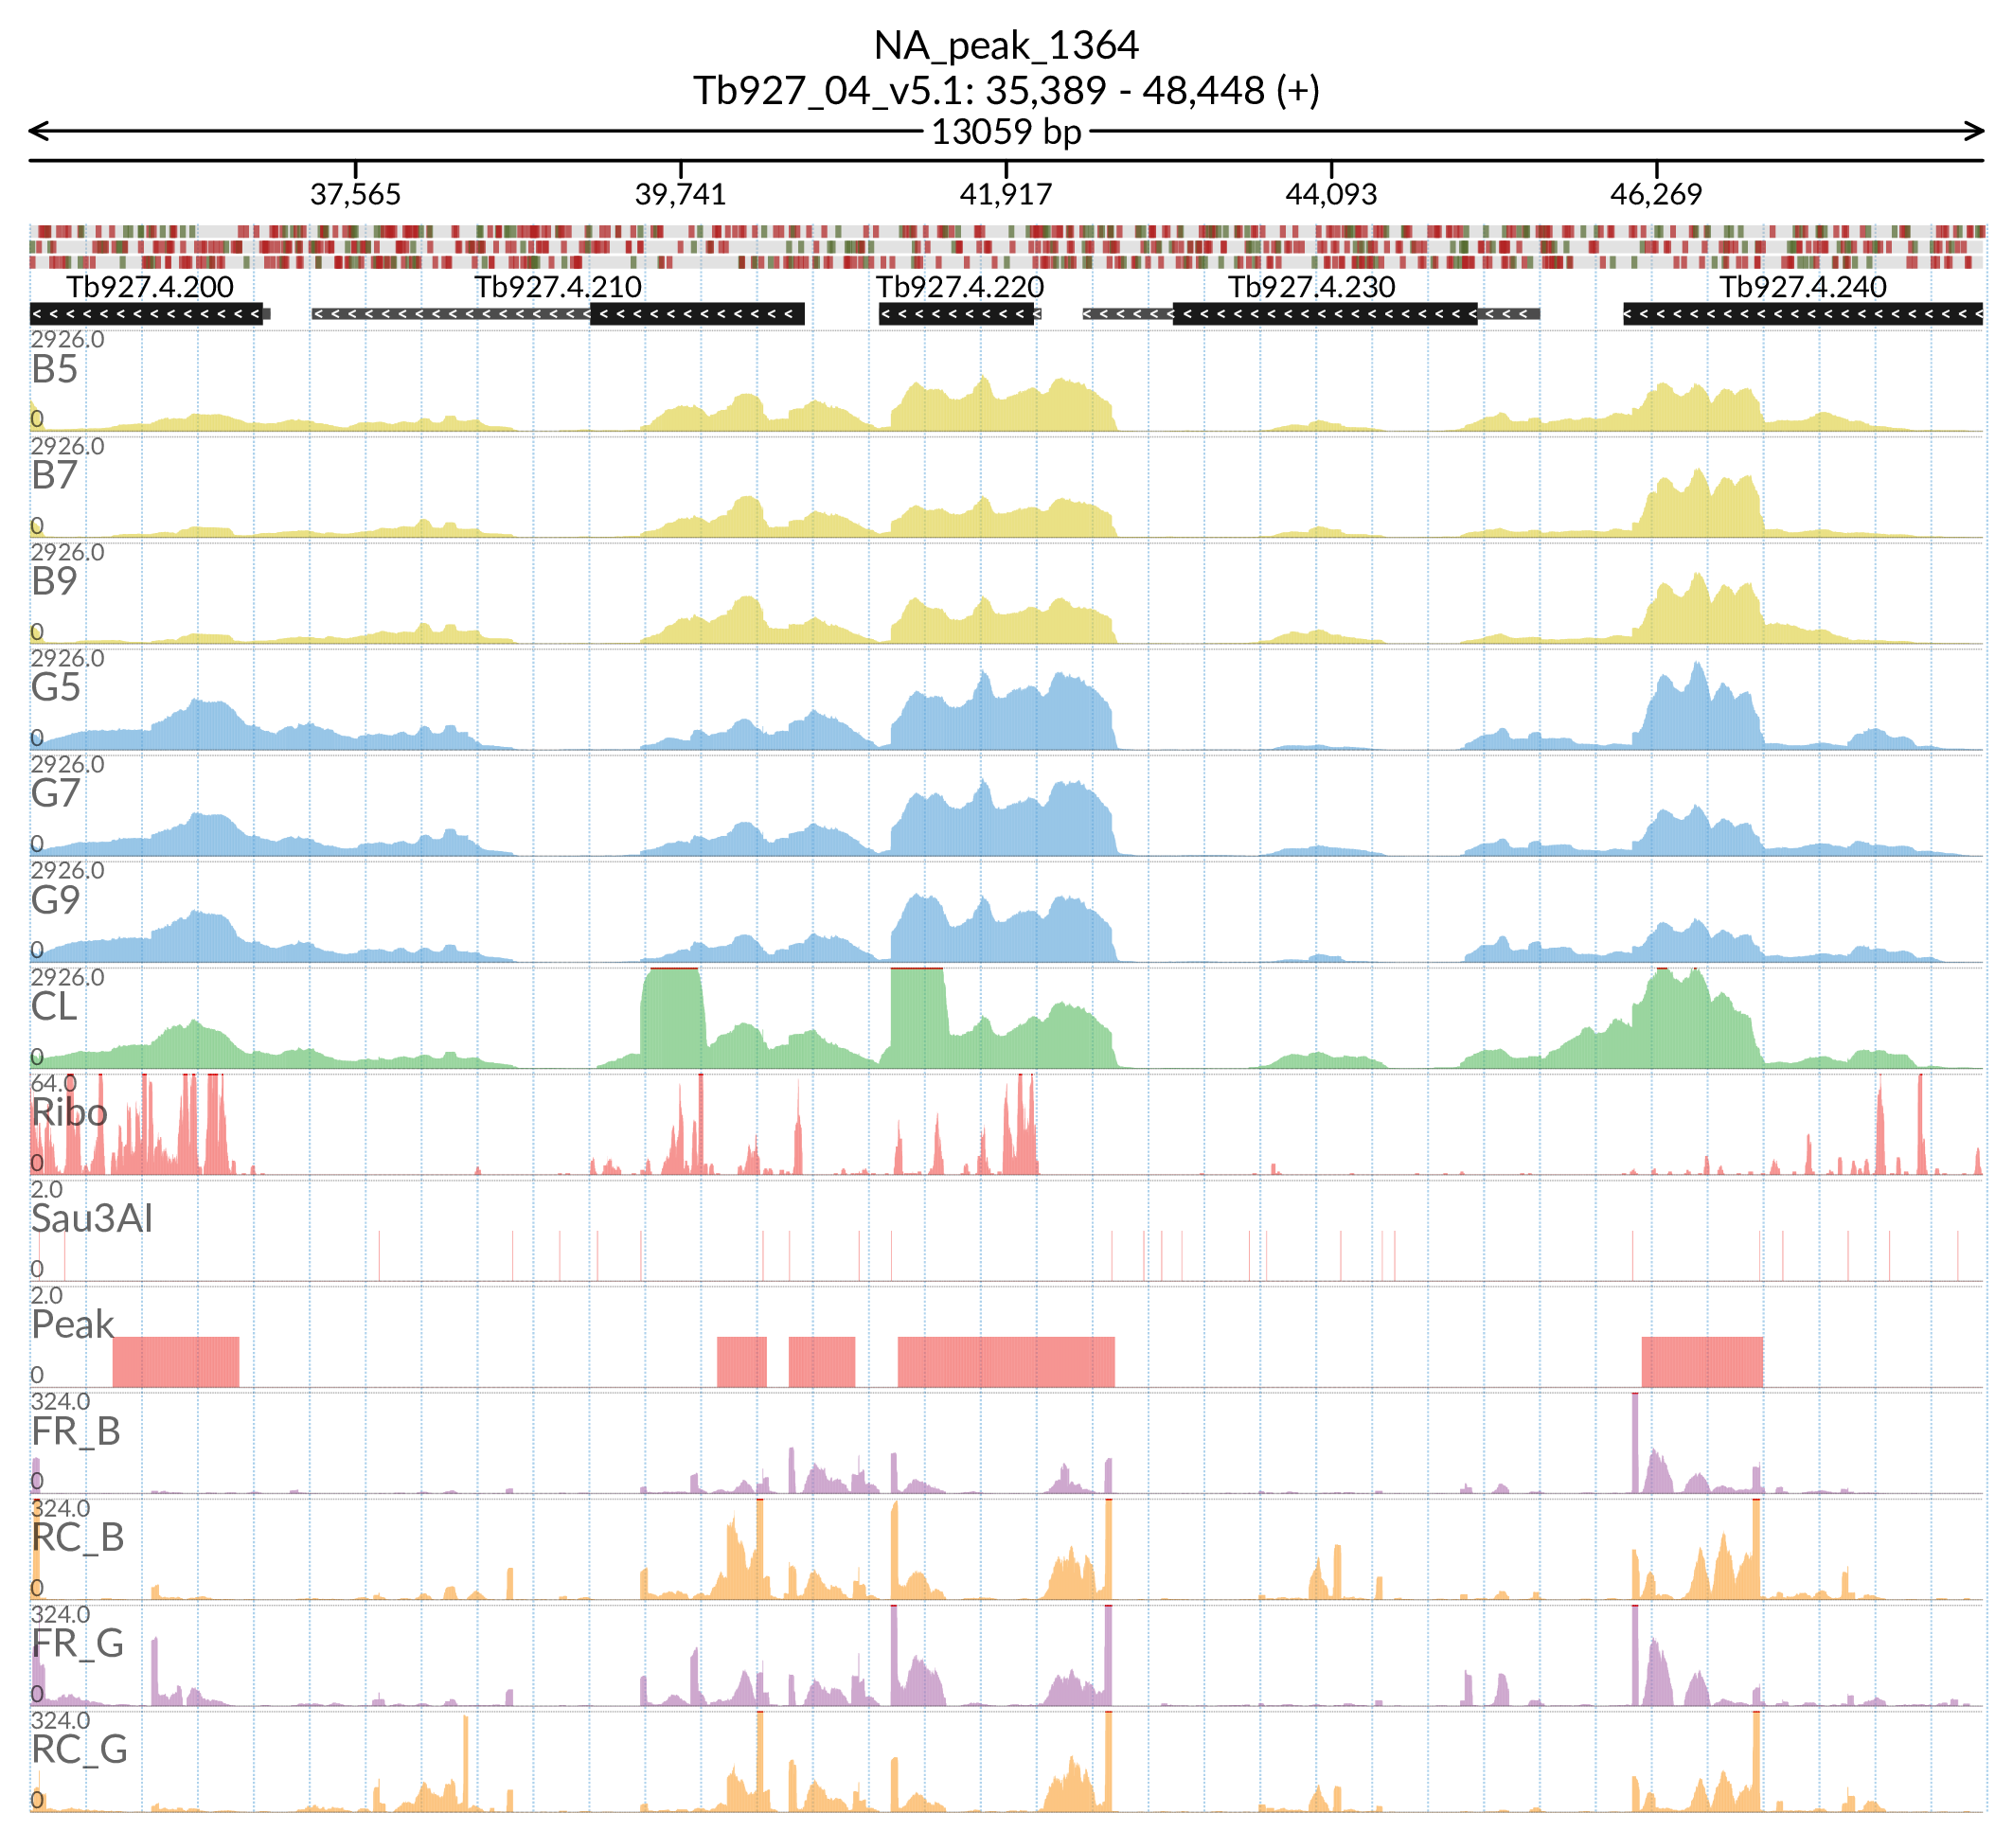 NA_peak_1364
Tb927_04_v5.1: 35,389 - 48,448 (+)
13059 bp
37,565 39,741 41,917 44,093 46,269
Tb927.4.200 Tb927.4.210 Tb927.4.220 Tb927.4.230 Tb927.4.240
2926.0
B5
0
2926.0
B7
0
2926.0
B9
0
2926.0
G5
0
2926.0
G7
0
2926.0
G9
0
2926.0
CL
0
64.0
Ribo
0
2.0
Sau3AI
0
2.0
Peak
0
324.0
FR_B
0
324.0
RC_B
0
324.0
FR_G
0
324.0
RC_G
0